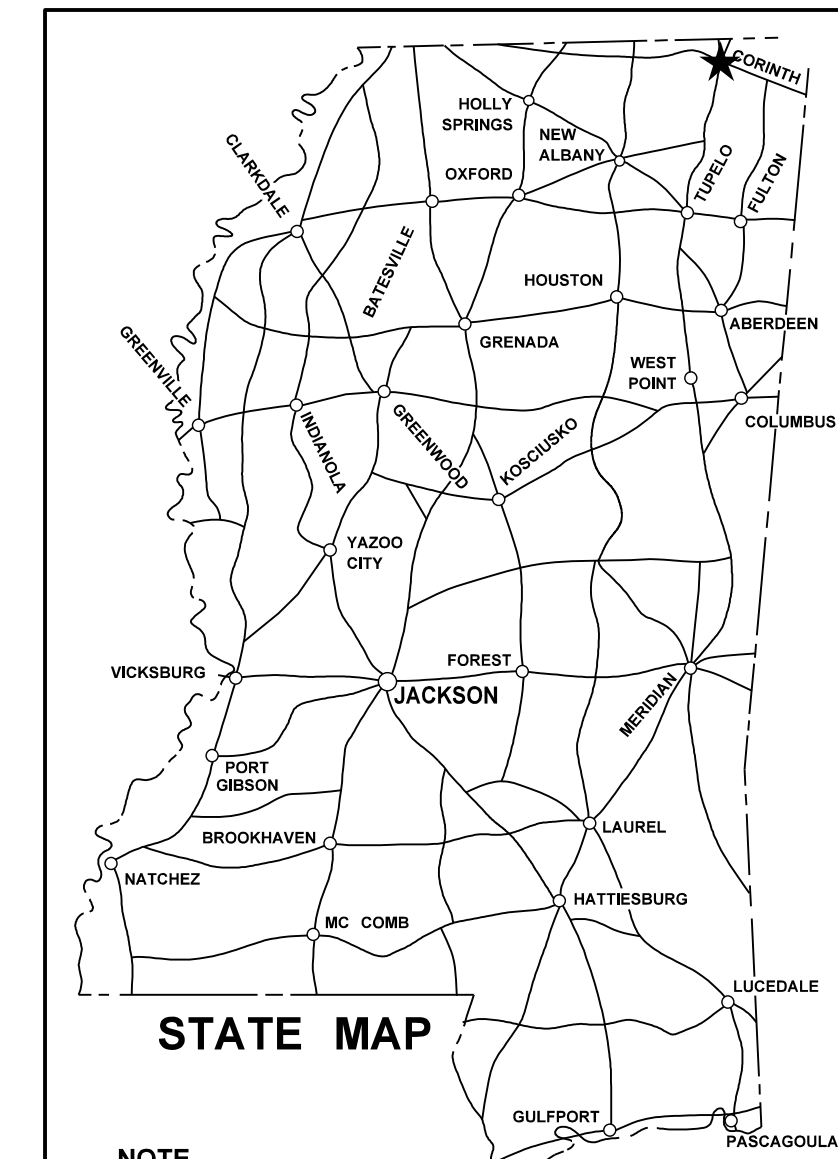 CORINTH
HOLLY
SPRINGS
NEW
ALBANY
CLARKDALE
OXFORD
TUPELO
FULTON
BATESVILLE
HOUSTON
GREENVILLE
GRENADA
ABERDEEN
WEST
POINT
INDIANOLA
GREENWOOD
KOSCIUSKO
COLUMBUS
YAZOO
CITY
VICKSBURG
FOREST
JACKSON
MERIDIAN
PORT
GIBSON
BROOKHAVEN
LAUREL
NATCHEZ
HATTIESBURG
MC COMB
LUCEDALE
STATE MAP
GULFPORT
PASCAGOULA
NOTE